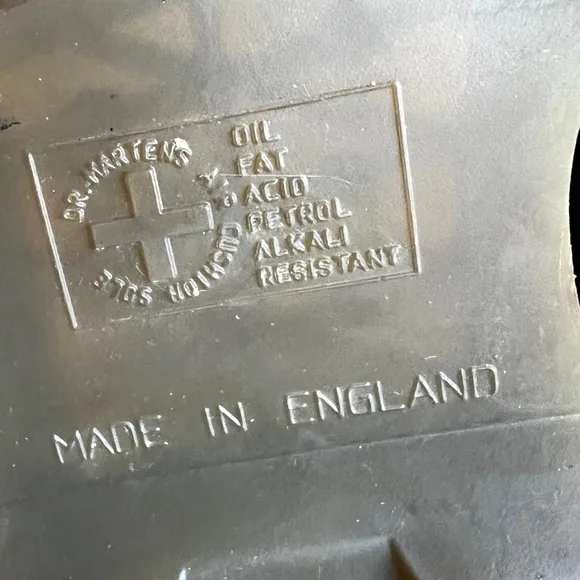 DR. MARTENS AIR CUSHION SOLE
OIL
FAT
ACID
PETROL
ALKALI
RESISTANT
MADE IN ENGLAND